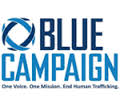 BLUE
CAMPAIGN
One Voice. One Mission. End Human Trafficking.